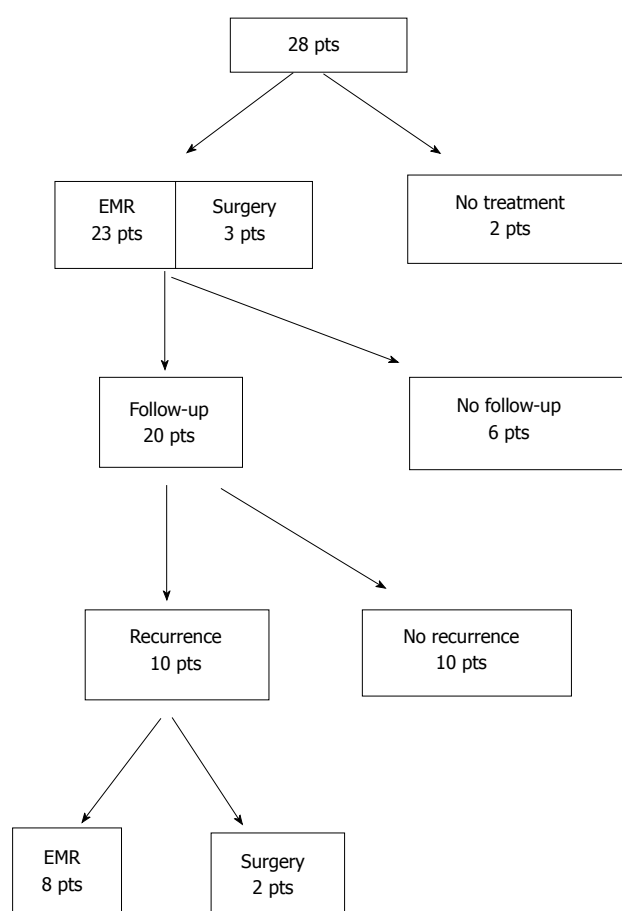 28 pts
EMR
23 pts
Surgery
3 pts
No treatment
2 pts
Follow-up
20 pts
No follow-up
6 pts
Recurrence
10 pts
No recurrence
10 pts
EMR
8 pts
Surgery
2 pts